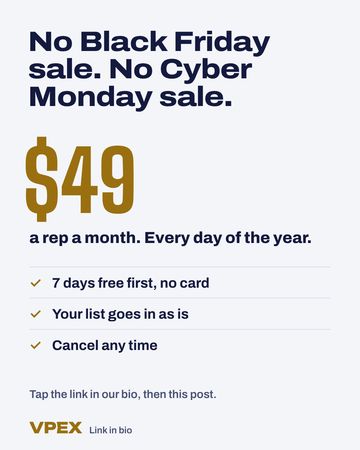 No Black Friday
sale. No Cyber
Monday sale.
$49
a rep a month. Every day of the year.
7 days free first, no card
Your list goes in as is
Cancel any time
Tap the link in our bio, then this post.
VPEX Link in bio